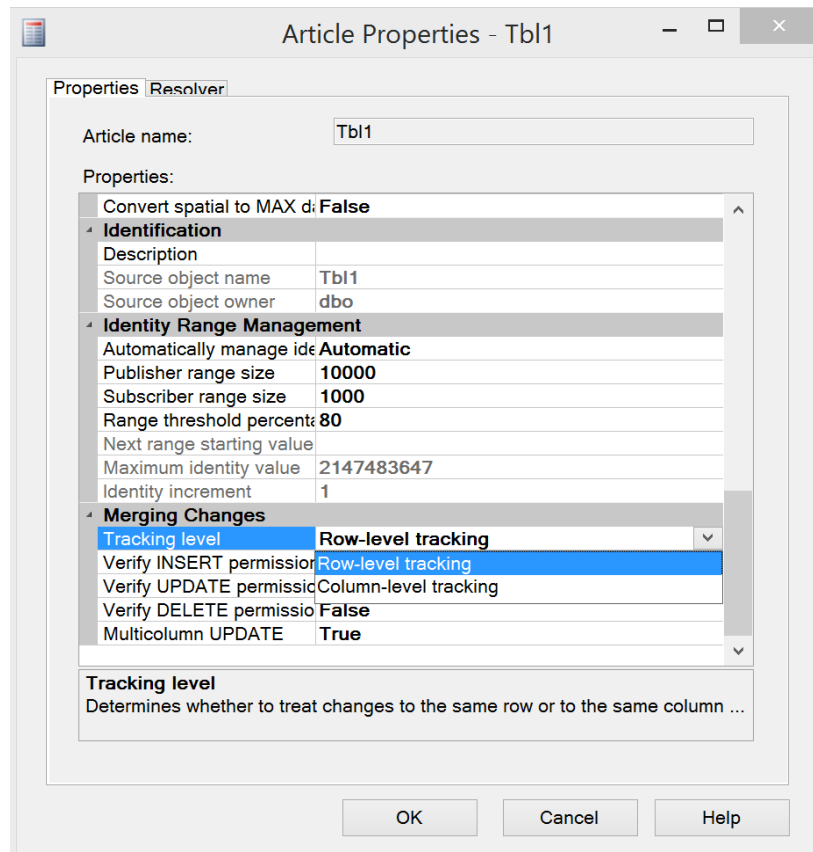 Article Properties - Tbl1
Properties Resolver
Article name: Tbl1
Properties:
Convert spatial to MAX da False
Identification
Description
Source object name Tbl1
Source object owner dbo
Identity Range Management
Automatically manage ide Automatic
Publisher range size 10000
Subscriber range size 1000
Range threshold percenta 80
Next range starting value
Maximum identity value 2147483647
Identity increment 1
Merging Changes
Tracking level Row-level tracking
Verify INSERT permission Row-level tracking
Verify UPDATE permissio Column-level tracking
Verify DELETE permissio False
Multicolumn UPDATE True
Tracking level
Determines whether to treat changes to the same row or to the same column ...
OK Cancel Help